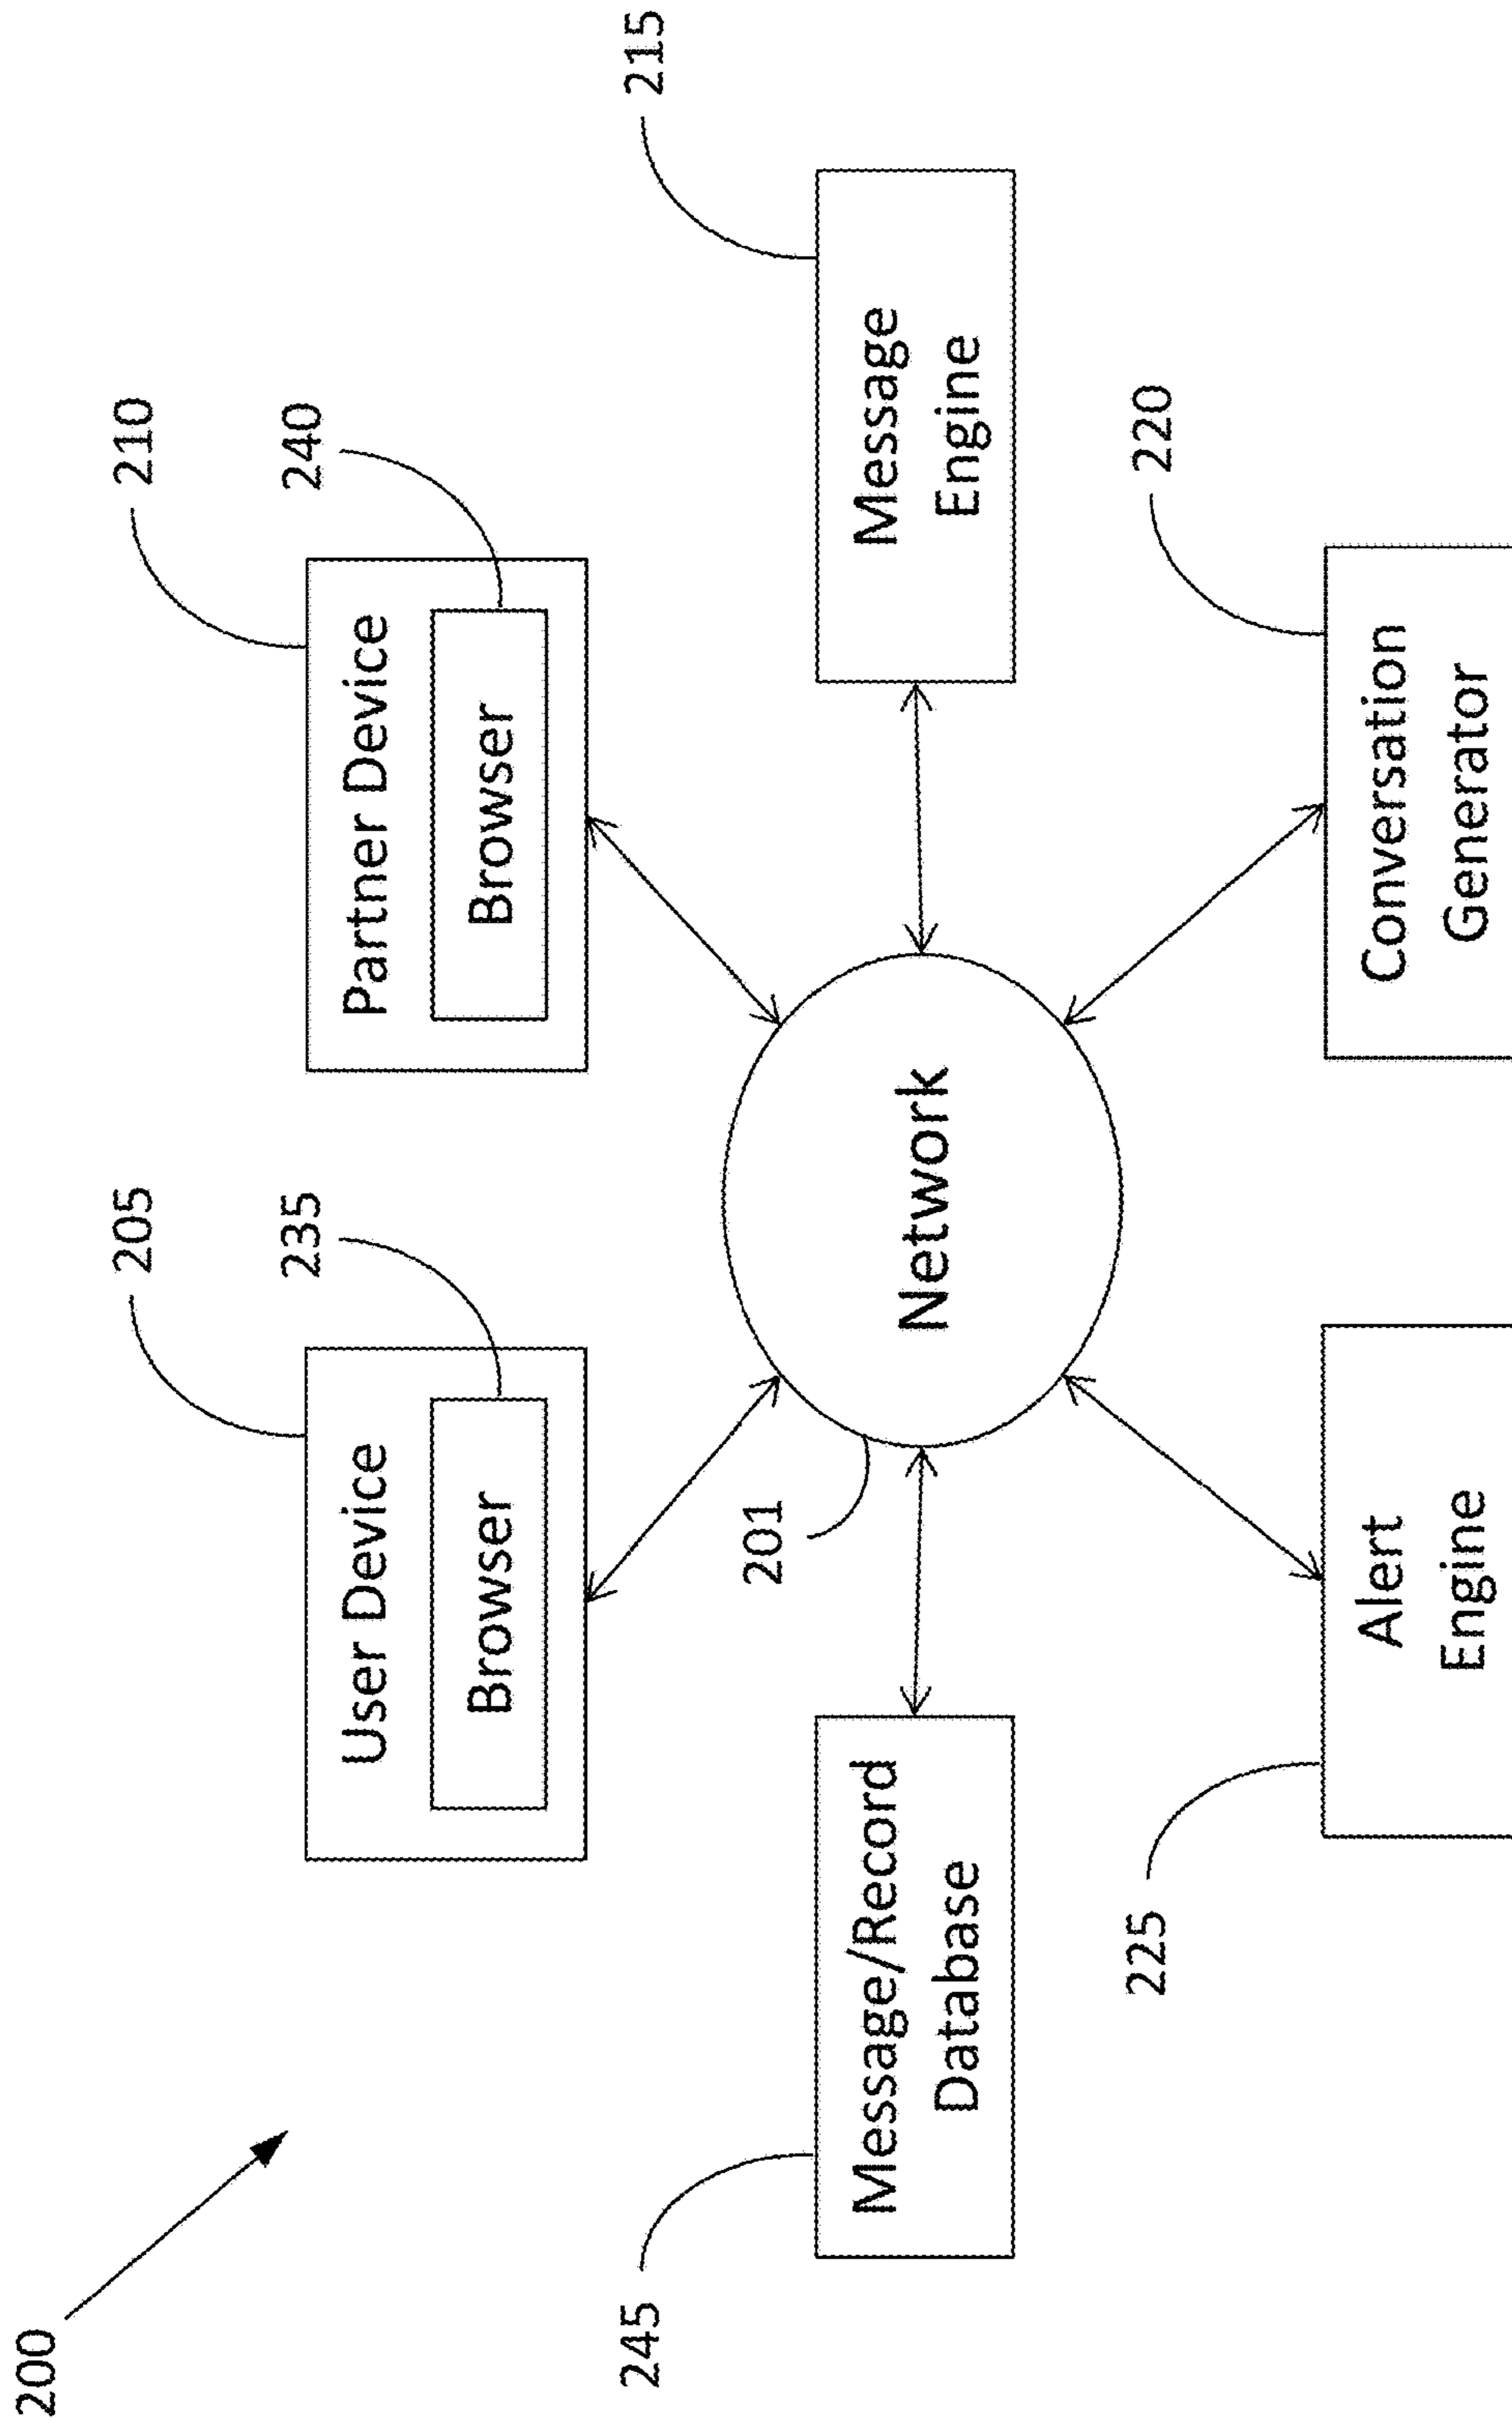 200
205
210
User Device
235
Partner Device
240
Browser
Browser
245
215
Message/Record
Database
201
Network
Message
Engine
225
220
Alert
Engine
Conversation
Generator